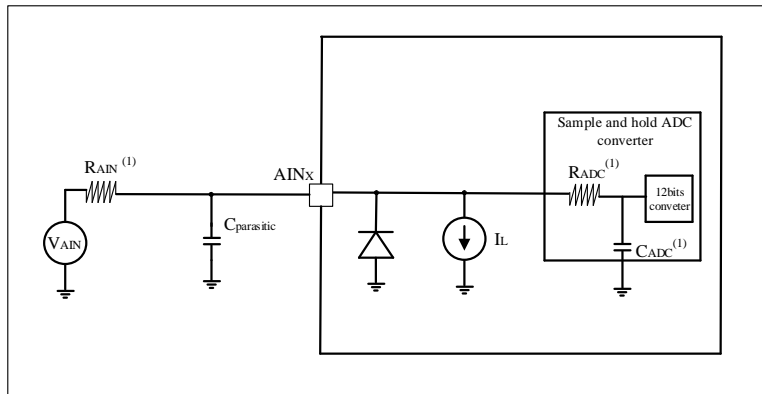 Sample and hold ADC
converter
RAIN (1)
AINX
RADC(1)
12bits
conveter
VAIN
Cparasitic
IL
CADC(1)